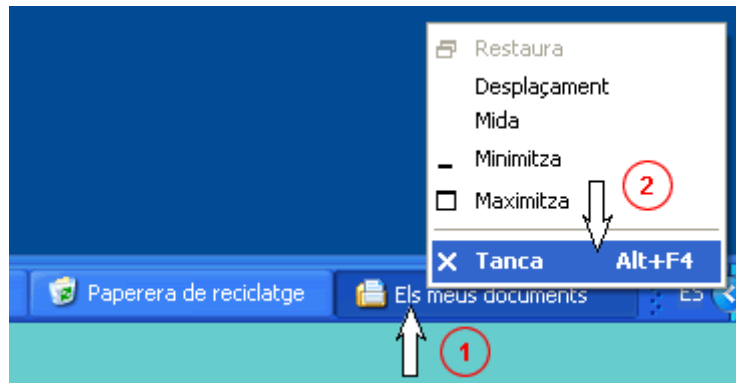 Restaura
Desplaçament
Mida
Minimitza
Maximitza
2
Tanca Alt+F4
Paperera de reciclatge
Els meus documents
ES
1